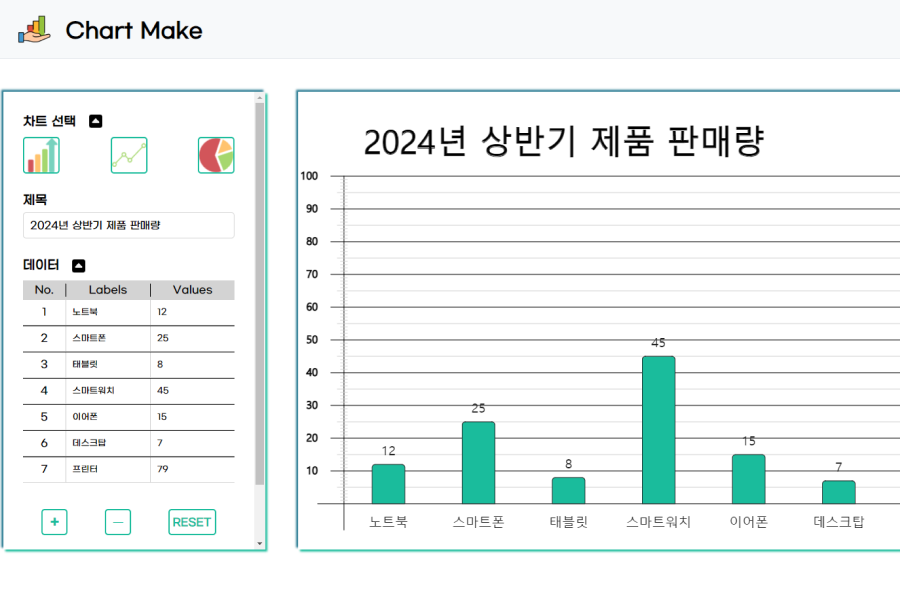 Chart Make
차트 선택
제목
2024년 상반기 제품 판매량
데이터
No. Labels Values
1 노트북 12
2 스마트폰 25
3 태블릿 8
4 스마트워치 45
5 이어폰 15
6 데스크탑 7
7 프린터 79
+ − RESET
2024년 상반기 제품 판매량
100
90
80
70
60
50
40
30
20
10
12 25 8 45 15 7
노트북 스마트폰 태블릿 스마트워치 이어폰 데스크탑